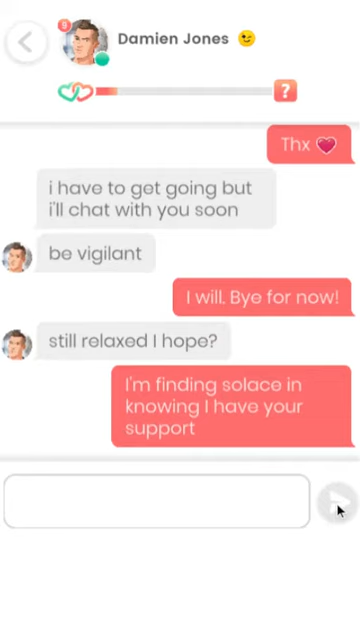 9
Damien Jones 😉
?
Thx 💗
i have to get going but
i'll chat with you soon
be vigilant
I will. Bye for now!
still relaxed I hope?
I'm finding solace in
knowing I have your
support